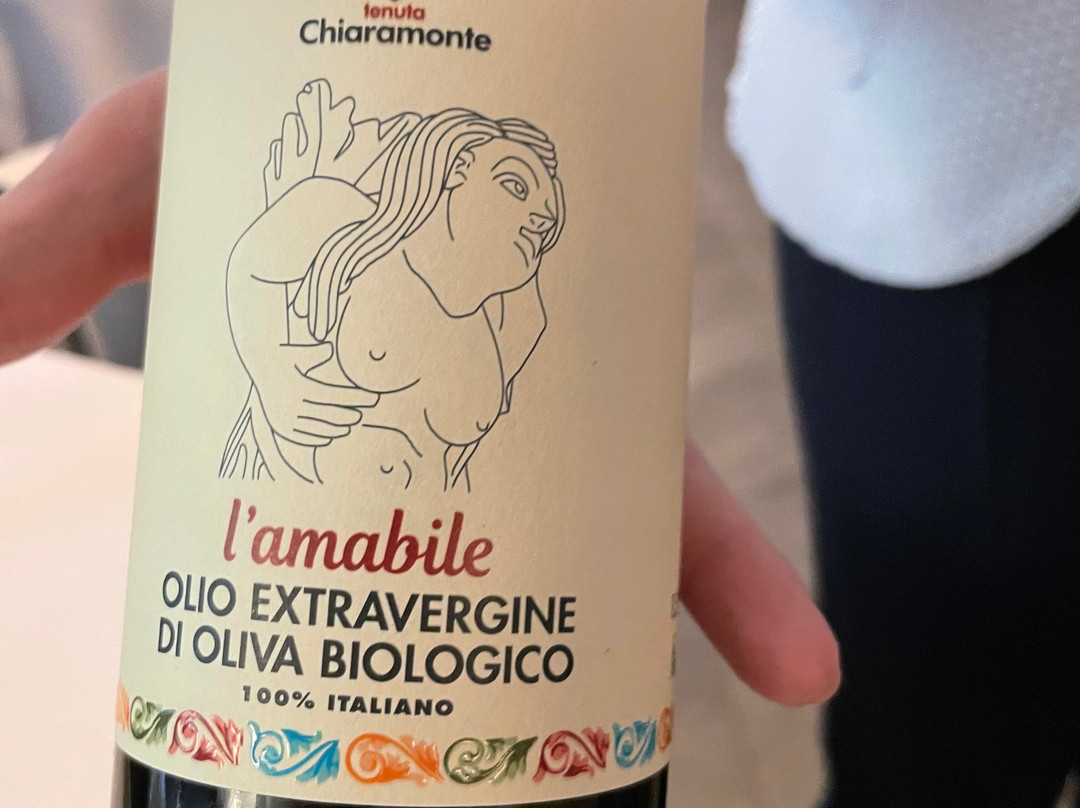 tenuta
Chiaramonte
l'amabile
OLIO EXTRAVERGINE
DI OLIVA BIOLOGICO
100% ITALIANO